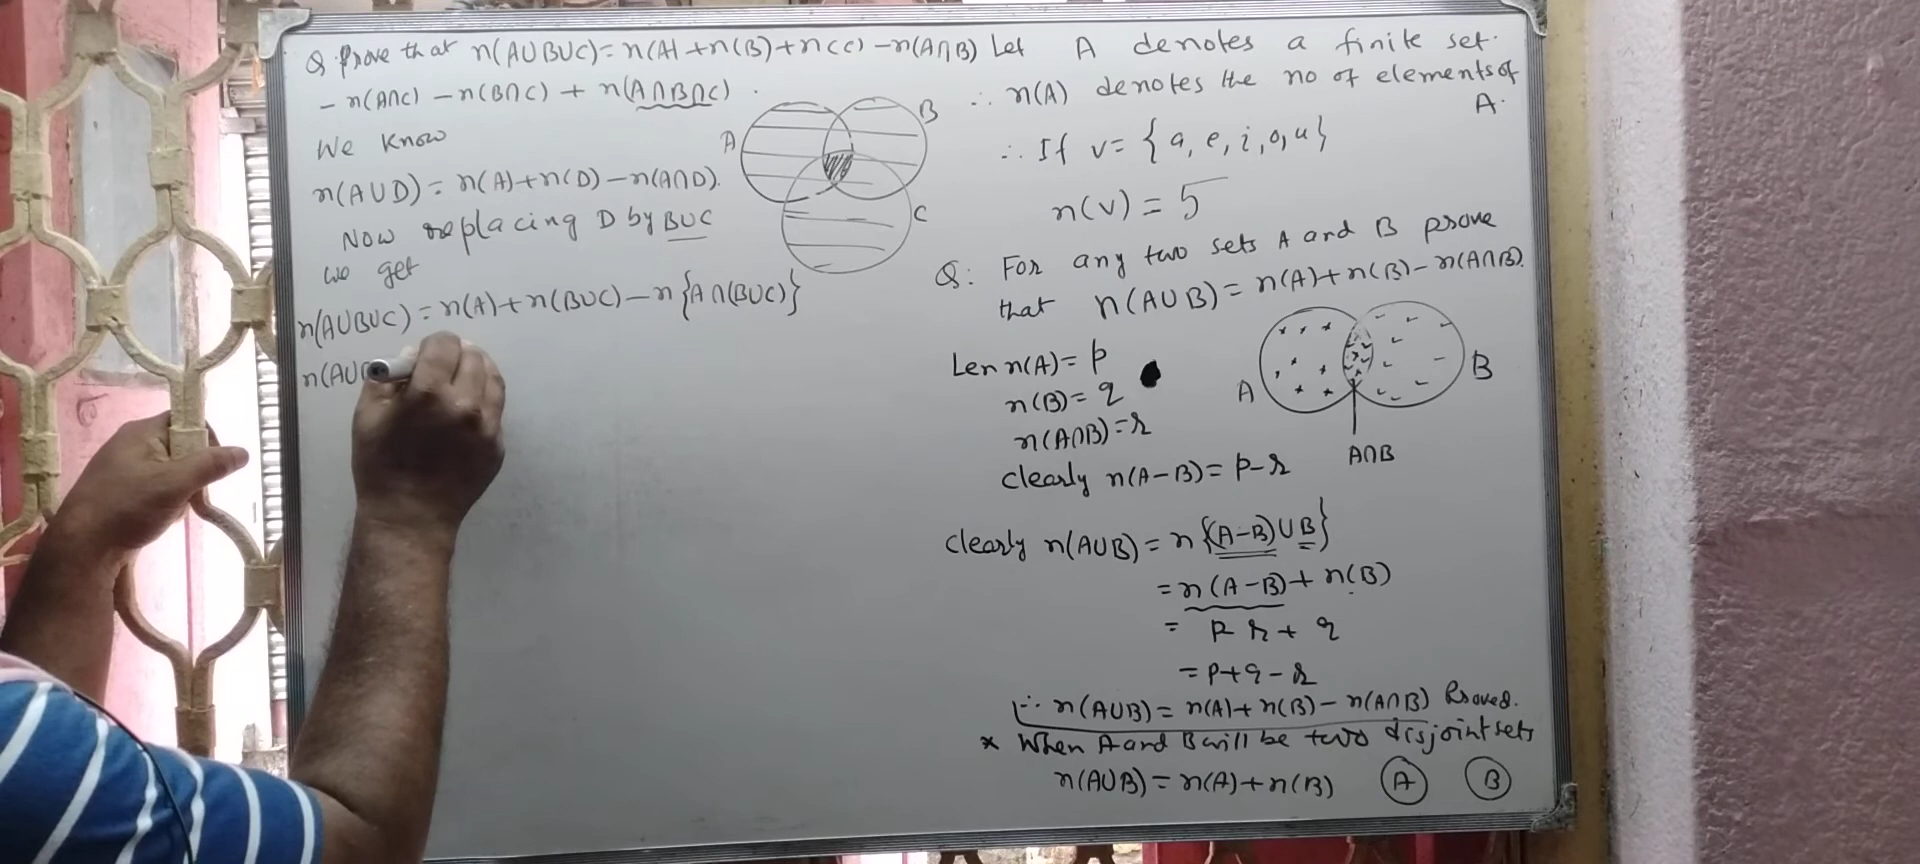 Q Prove that n(AUBUC)=n(A)+n(B)+n(C)-n(A∩B)
-n(A∩C)-n(B∩C)+n(A∩B∩C).
We know
n(AUD)=n(A)+n(D)-n(A∩D).
Now replacing D by BUC
we get
n(AUBUC)=n(A)+n(BUC)-n{A∩(BUC)}
n(AU
A
B
C
Let A denotes a finite set.
∴ n(A) denotes the no of elements of
A.
∴ If v={a, e, i, o, u}
n(v)=5
Q: For any two sets A and B prove
that n(AUB)=n(A)+n(B)-n(A∩B).
Len n(A)=p
n(B)=q
n(A∩B)=r
clearly n(A-B)=p-r
A
B
A∩B
clearly n(AUB)=n{(A-B)UB}
=n(A-B)+n(B)
= p r + q
=p+q-r
∴ n(AUB)=n(A)+n(B)-n(A∩B) Proved.
* When A and B will be two disjoint sets
n(AUB)=n(A)+n(B) A B